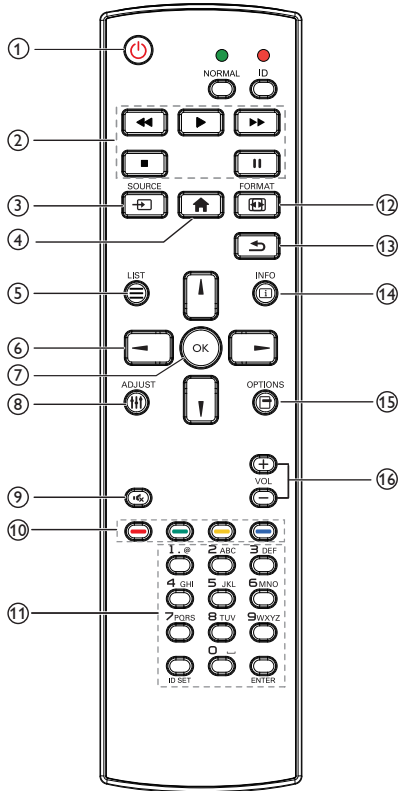 ①
NORMAL ID
②
SOURCE FORMAT
③ ⑫
④ ⑬
LIST INFO
⑤ ⑭
⑥
OK
⑦
ADJUST OPTIONS
⑧ ⑮
+
VOL ⑯
−
⑨
⑩
1.@ 2 ABC 3 DEF
4 GHI 5 JKL 6 MNO
⑪
7 PQRS 8 TUV 9 WXYZ
0 ⎵
ID SET ENTER